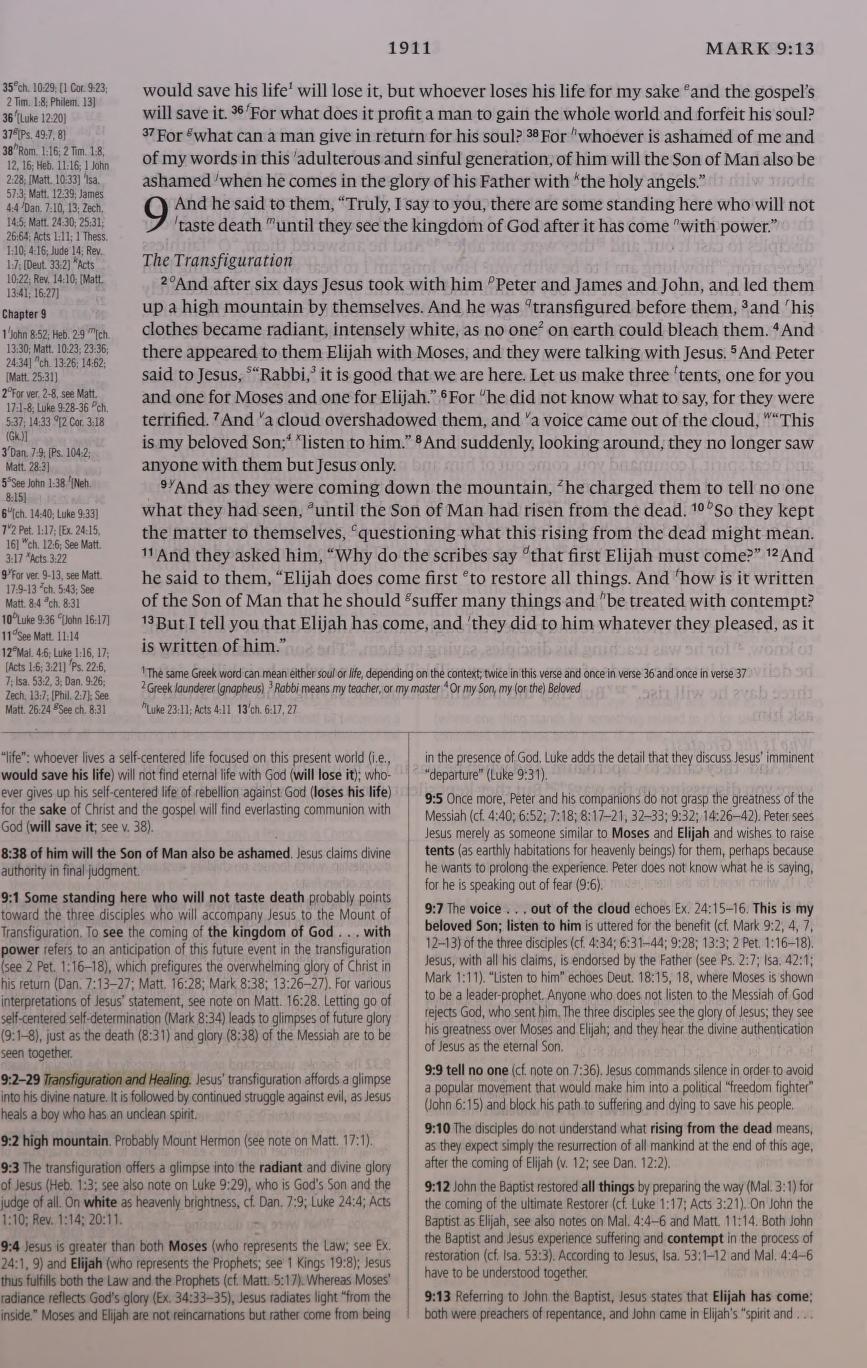 1911
MARK 9:13
35ᵉch. 10:29; [1 Cor. 9:23;
2 Tim. 1:8; Philem. 13]
36ᶠ[Luke 12:20]
37ᵍ[Ps. 49:7, 8]
38ʰRom. 1:16; 2 Tim. 1:8,
12, 16; Heb. 11:16; 1 John
2:28; [Matt. 10:33] ⁱIsa.
57:3; Matt. 12:39; James
4:4 ʲDan. 7:10, 13; Zech.
14:5; Matt. 24:30; 25:31;
26:64; Acts 1:11; 1 Thess.
1:10; 4:16; Jude 14; Rev.
1:7; [Deut. 33:2] ᵏActs
10:22; Rev. 14:10; [Matt.
13:41; 16:27]
Chapter 9
1ˡJohn 8:52; Heb. 2:9 ᵐ[ch.
13:30; Matt. 10:23; 23:36;
24:34] ⁿch. 13:26; 14:62;
[Matt. 25:31]
2ᵒFor ver. 2-8, see Matt.
17:1-8; Luke 9:28-36 ᵖch.
5:37; 14:33 q[2 Cor. 3:18
(Gk.)]
3ʳDan. 7:9; [Ps. 104:2;
Matt. 28:3]
5ˢSee John 1:38 ᵗ[Neh.
8:15]
6ᵘ[ch. 14:40; Luke 9:33]
7ᵛ2 Pet. 1:17; [Ex. 24:15,
16] ʷch. 12:6; See Matt.
3:17 ˣActs 3:22
9ʸFor ver. 9-13, see Matt.
17:9-13 ᶻch. 5:43; See
Matt. 8:4 ᵃch. 8:31
10ᵇLuke 9:36 ᶜ[John 16:17]
11ᵈSee Matt. 11:14
12ᵉMal. 4:6; Luke 1:16, 17;
[Acts 1:6; 3:21] ᶠPs. 22:6,
7; Isa. 53:2, 3; Dan. 9:26;
Zech. 13:7; [Phil. 2:7]; See
Matt. 26:24 ᵍSee ch. 8:31
would save his life¹ will lose it, but whoever loses his life for my sake ᵉand the gospel's
will save it. 36 ᶠFor what does it profit a man to gain the whole world and forfeit his soul?
37 For ᵍwhat can a man give in return for his soul? 38 For ʰwhoever is ashamed of me and
of my words in this ⁱadulterous and sinful generation, of him will the Son of Man also be
ashamed ʲwhen he comes in the glory of his Father with ᵏthe holy angels.”
9 And he said to them, “Truly, I say to you, there are some standing here who will not
ˡtaste death ᵐuntil they see the kingdom of God after it has come ⁿwith power.”
The Transfiguration
2 ᵒAnd after six days Jesus took with him ᵖPeter and James and John, and led them
up a high mountain by themselves. And he was qtransfigured before them, 3 and ʳhis
clothes became radiant, intensely white, as no one² on earth could bleach them. 4 And
there appeared to them Elijah with Moses, and they were talking with Jesus. 5 And Peter
said to Jesus, ˢ“Rabbi,³ it is good that we are here. Let us make three ᵗtents, one for you
and one for Moses and one for Elijah.” 6 For ᵘhe did not know what to say, for they were
terrified. 7 And ᵛa cloud overshadowed them, and ᵛa voice came out of the cloud, ʷ“This
is my beloved Son;⁴ ˣlisten to him.” 8 And suddenly, looking around, they no longer saw
anyone with them but Jesus only.
9 ʸAnd as they were coming down the mountain, ᶻhe charged them to tell no one
what they had seen, ᵃuntil the Son of Man had risen from the dead. 10 ᵇSo they kept
the matter to themselves, ᶜquestioning what this rising from the dead might mean.
11 And they asked him, “Why do the scribes say ᵈthat first Elijah must come?” 12 And
he said to them, “Elijah does come first ᵉto restore all things. And ᶠhow is it written
of the Son of Man that he should ᵍsuffer many things and ʰbe treated with contempt?
13 But I tell you that Elijah has come, and ⁱthey did to him whatever they pleased, as it
is written of him.”
¹ The same Greek word can mean either soul or life, depending on the context; twice in this verse and once in verse 36 and once in verse 37
² Greek launderer (gnapheus) ³ Rabbi means my teacher, or my master ⁴ Or my Son, my (or the) Beloved
ʰLuke 23:11; Acts 4:11 13ⁱch. 6:17, 27
“life”: whoever lives a self-centered life focused on this present world (i.e.,
would save his life) will not find eternal life with God (will lose it); who-
ever gives up his self-centered life of rebellion against God (loses his life)
for the sake of Christ and the gospel will find everlasting communion with
God (will save it; see v. 38).
8:38 of him will the Son of Man also be ashamed. Jesus claims divine
authority in final judgment.
9:1 Some standing here who will not taste death probably points
toward the three disciples who will accompany Jesus to the Mount of
Transfiguration. To see the coming of the kingdom of God . . . with
power refers to an anticipation of this future event in the transfiguration
(see 2 Pet. 1:16–18), which prefigures the overwhelming glory of Christ in
his return (Dan. 7:13–27; Matt. 16:28; Mark 8:38; 13:26–27). For various
interpretations of Jesus' statement, see note on Matt. 16:28. Letting go of
self-centered self-determination (Mark 8:34) leads to glimpses of future glory
(9:1–8), just as the death (8:31) and glory (8:38) of the Messiah are to be
seen together.
9:2–29 Transfiguration and Healing. Jesus' transfiguration affords a glimpse
into his divine nature. It is followed by continued struggle against evil, as Jesus
heals a boy who has an unclean spirit.
9:2 high mountain. Probably Mount Hermon (see note on Matt. 17:1).
9:3 The transfiguration offers a glimpse into the radiant and divine glory
of Jesus (Heb. 1:3; see also note on Luke 9:29), who is God's Son and the
judge of all. On white as heavenly brightness, cf. Dan. 7:9; Luke 24:4; Acts
1:10; Rev. 1:14; 20:11.
9:4 Jesus is greater than both Moses (who represents the Law; see Ex.
24:1, 9) and Elijah (who represents the Prophets; see 1 Kings 19:8); Jesus
thus fulfills both the Law and the Prophets (cf. Matt. 5:17). Whereas Moses'
radiance reflects God's glory (Ex. 34:33–35), Jesus radiates light “from the
inside.” Moses and Elijah are not reincarnations but rather come from being
in the presence of God. Luke adds the detail that they discuss Jesus' imminent
“departure” (Luke 9:31).
9:5 Once more, Peter and his companions do not grasp the greatness of the
Messiah (cf. 4:40; 6:52; 7:18; 8:17–21, 32–33; 9:32; 14:26–42). Peter sees
Jesus merely as someone similar to Moses and Elijah and wishes to raise
tents (as earthly habitations for heavenly beings) for them, perhaps because
he wants to prolong the experience. Peter does not know what he is saying,
for he is speaking out of fear (9:6).
9:7 The voice . . . out of the cloud echoes Ex. 24:15–16. This is my
beloved Son; listen to him is uttered for the benefit (cf. Mark 9:2, 4, 7,
12–13) of the three disciples (cf. 4:34; 6:31–44; 9:28; 13:3; 2 Pet. 1:16–18).
Jesus, with all his claims, is endorsed by the Father (see Ps. 2:7; Isa. 42:1;
Mark 1:11). “Listen to him” echoes Deut. 18:15, 18, where Moses is shown
to be a leader-prophet. Anyone who does not listen to the Messiah of God
rejects God, who sent him. The three disciples see the glory of Jesus; they see
his greatness over Moses and Elijah; and they hear the divine authentication
of Jesus as the eternal Son.
9:9 tell no one (cf. note on 7:36). Jesus commands silence in order to avoid
a popular movement that would make him into a political “freedom fighter”
(John 6:15) and block his path to suffering and dying to save his people.
9:10 The disciples do not understand what rising from the dead means,
as they expect simply the resurrection of all mankind at the end of this age,
after the coming of Elijah (v. 12; see Dan. 12:2).
9:12 John the Baptist restored all things by preparing the way (Mal. 3:1) for
the coming of the ultimate Restorer (cf. Luke 1:17; Acts 3:21). On John the
Baptist as Elijah, see also notes on Mal. 4:4–6 and Matt. 11:14. Both John
the Baptist and Jesus experience suffering and contempt in the process of
restoration (cf. Isa. 53:3). According to Jesus, Isa. 53:1–12 and Mal. 4:4–6
have to be understood together.
9:13 Referring to John the Baptist, Jesus states that Elijah has come;
both were preachers of repentance, and John came in Elijah's “spirit and . . .